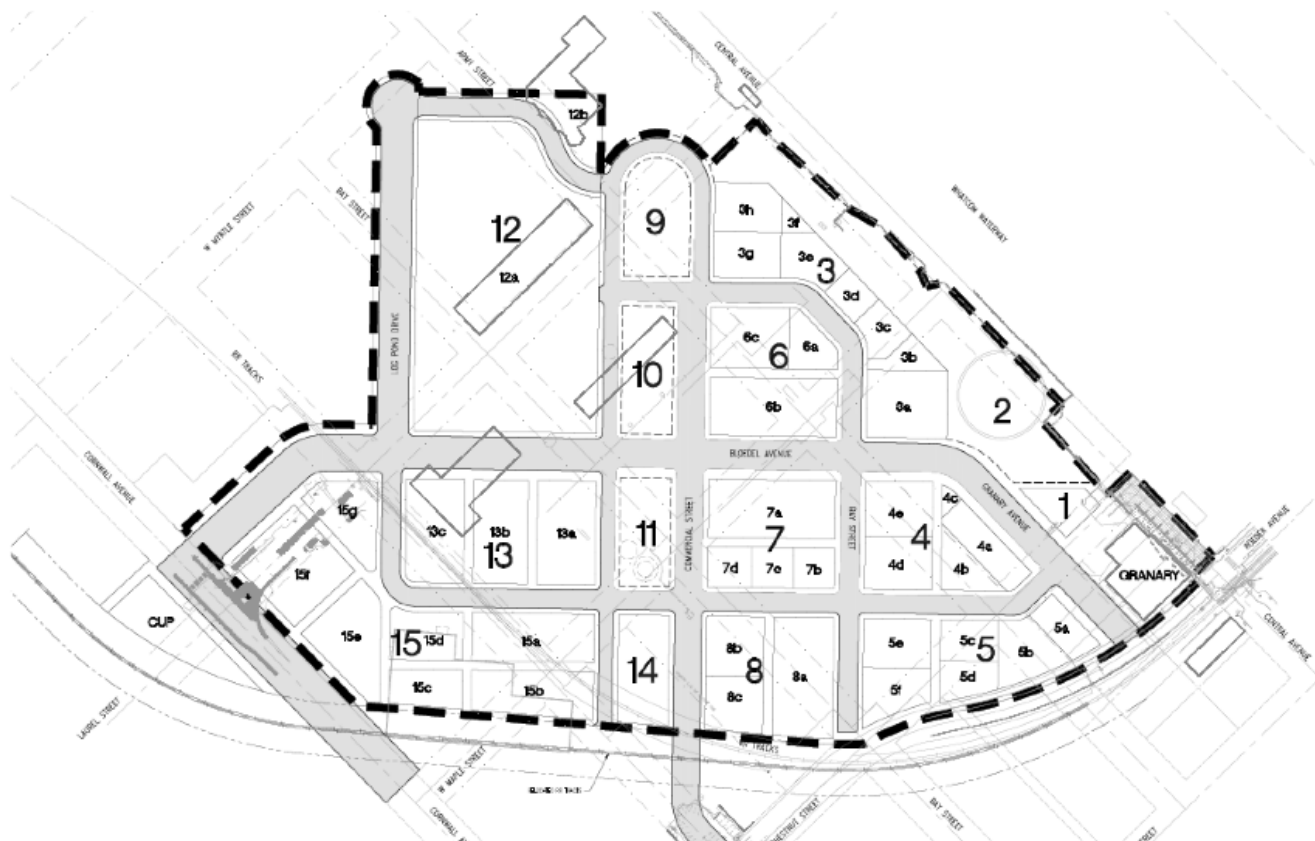 ARMY STREET
CENTRAL AVENUE
12b
BAY STREET
W MYRTLE STREET
WHATCOM WATERWAY
9
3h
3f
12
3g
3e
3
12a
3d
LOG POND DRIVE
3c
6c
6a
6
3b
RR TRACKS
10
2
6b
3a
BLOEDEL AVENUE
CORNWALL AVENUE
GRANARY AVENUE
4c
1
15g
7a
13c
13b
13a
11
COMMERCIAL STREET
7
BAY STREET
4e
4
4a
ROEDER AVENUE
13
15f
7d
7c
7b
4d
4b
GRANARY
CUP
CENTRAL AVENUE
15e
15
15d
15a
14
8b
8
8a
5e
5c
5
5b
5a
LAUREL STREET
15c
15b
8c
5f
5d
RR TRACKS
W MAPLE STREET
CHESTNUT STREET
BAY STREET
CORNWALL A
STREET